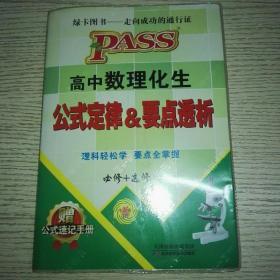 绿卡图书——走向成功的通行证
PASS
高中数理化生
公式定律&要点透析
理科轻松学 要点全掌握
必修+选修
赠
公式速记手册